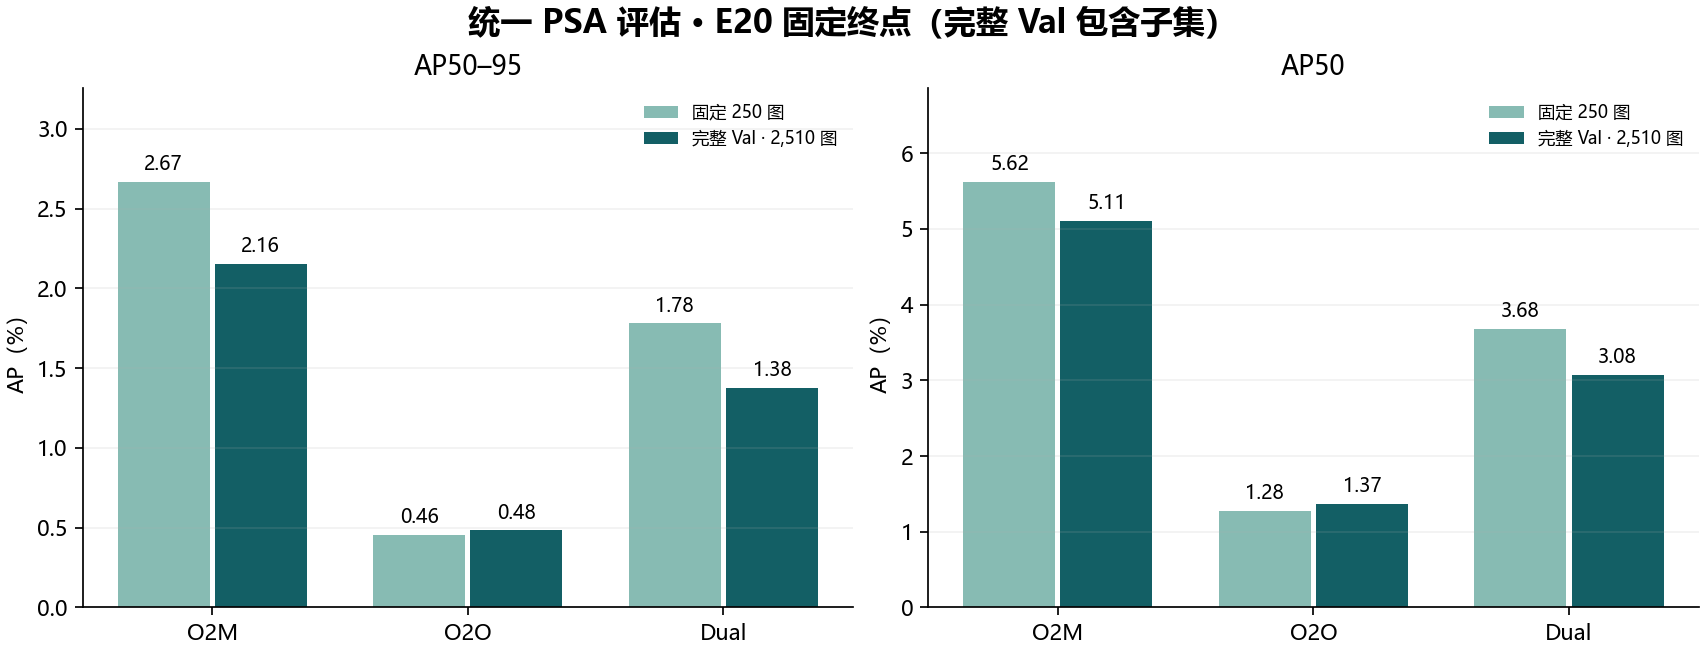 统一 PSA 评估 • E20 固定终点（完整 Val 包含子集）
AP50–95
固定 250 图
完整 Val · 2,510 图
AP（%）
3.0
2.5
2.0
1.5
1.0
0.5
0.0
2.67
2.16
0.46
0.48
1.78
1.38
O2M
O2O
Dual
AP50
固定 250 图
完整 Val · 2,510 图
AP（%）
6
5
4
3
2
1
0
5.62
5.11
1.28
1.37
3.68
3.08
O2M
O2O
Dual